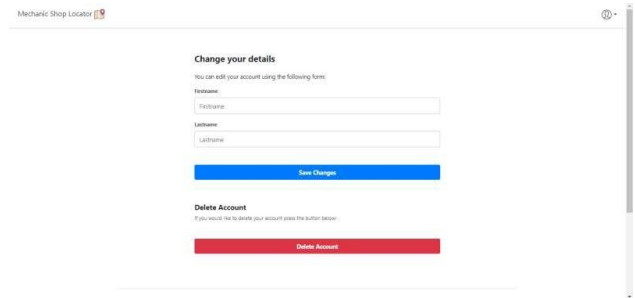 Mechanic Shop Locator
Change your details
You can edit your account using the following form:
Firstname
Firstname
Lastname
Lastname
Save Changes
Delete Account
If you would like to delete your account press the button below.
Delete Account